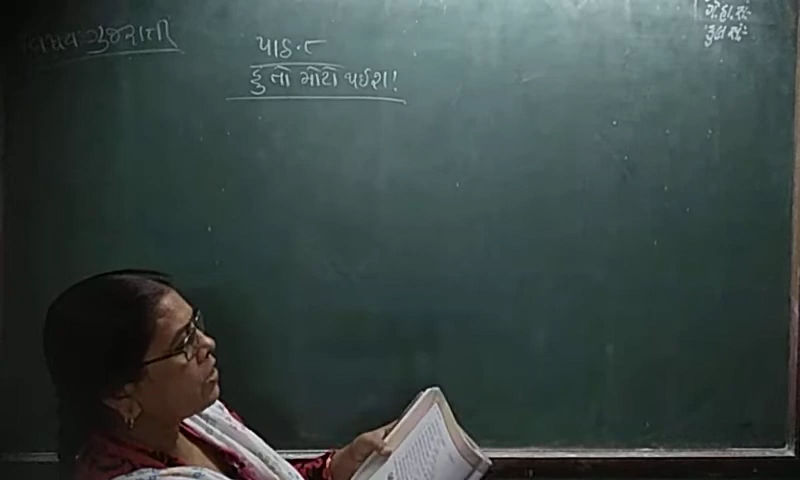 વિષય:ગુજરાતી
પાઠ.૮
હું તો મોટો થઈશ!
ગે.હા.સં:-
કુલ સં:-